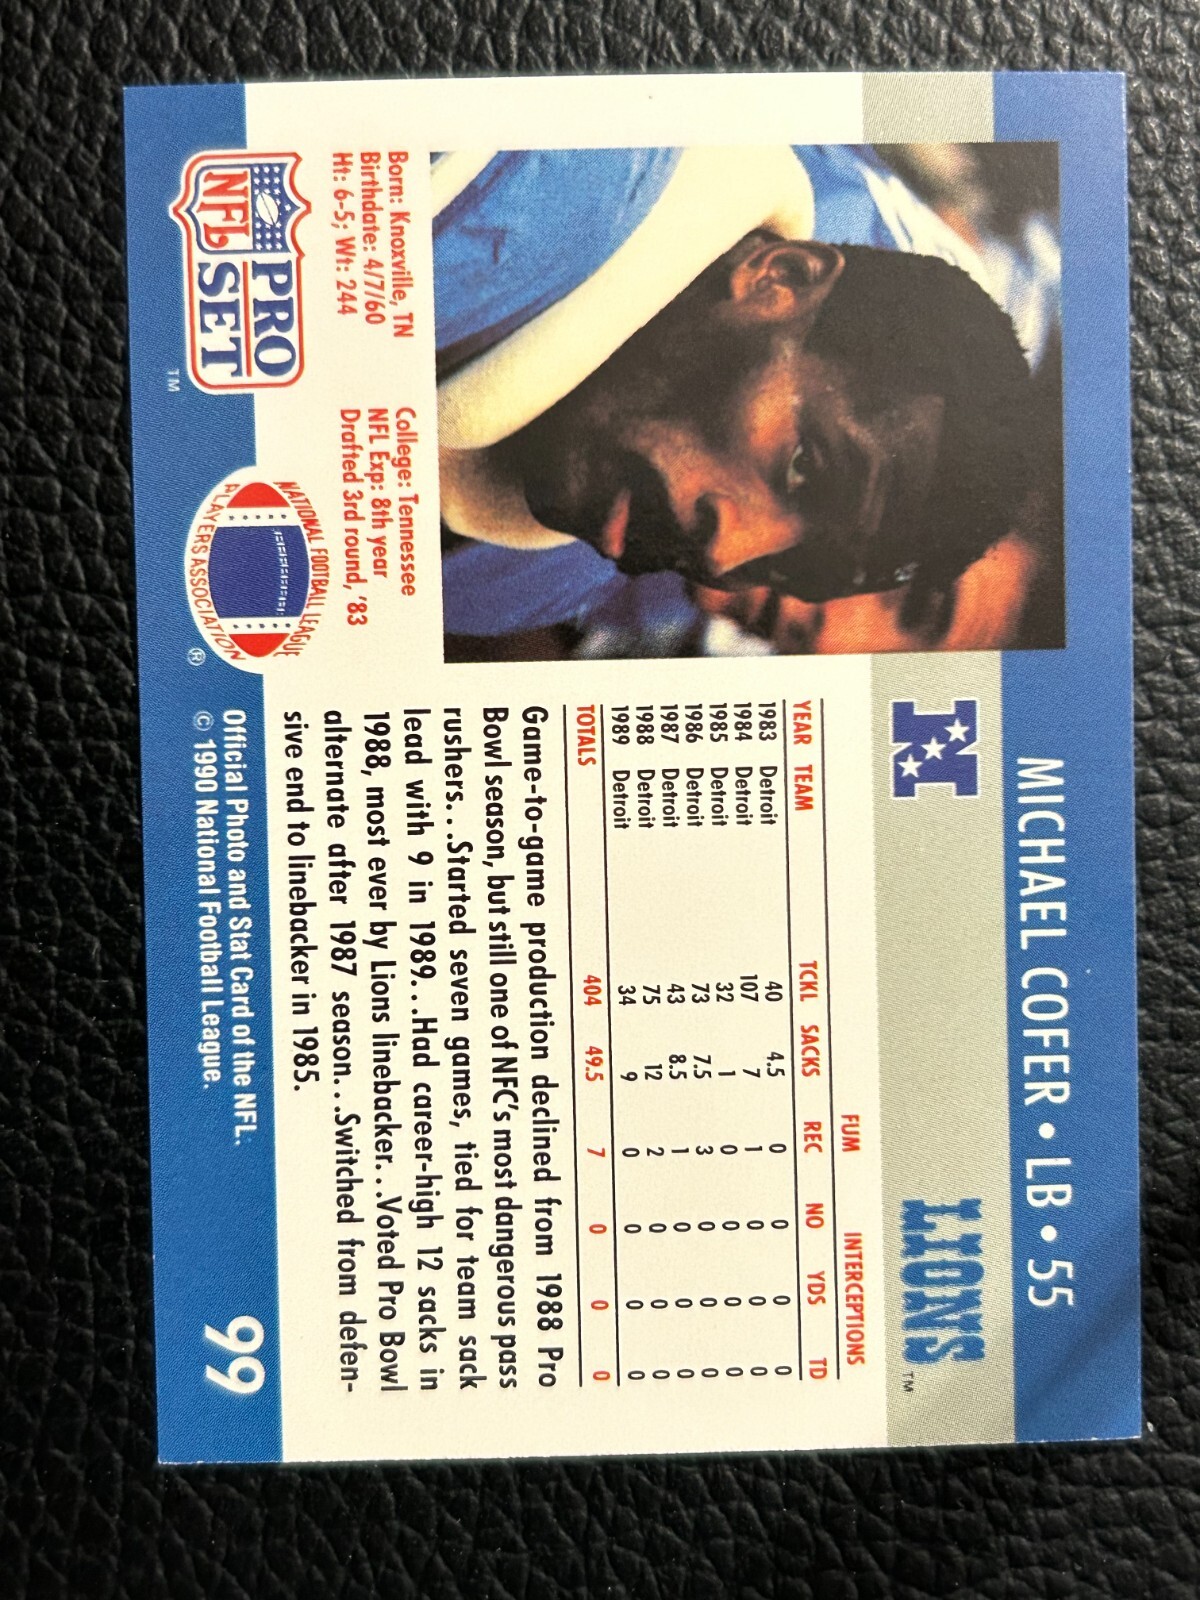 MICHAEL COFER • LB • 55
N LIONS™
Born: Knoxville, TN
Birthdate: 4/7/60
Ht: 6-5; Wt: 244
College: Tennessee
NFL Exp: 8th year
Drafted 3rd round, '83
FUM INTERCEPTIONS
YEAR TEAM TCKL SACKS REC NO YDS TD
1983 Detroit 40 4.5 0 0 0 0
1984 Detroit 107 7 1 0 0 0
1985 Detroit 32 1 0 0 0 0
1986 Detroit 73 7.5 3 0 0 0
1987 Detroit 43 8.5 1 0 0 0
1988 Detroit 75 12 2 0 0 0
1989 Detroit 34 9 0 0 0 0
TOTALS 404 49.5 7 0 0 0
Game-to-game production declined from 1988 Pro
Bowl season, but still one of NFC's most dangerous pass
rushers. . .Started seven games, tied for team sack
lead with 9 in 1989. . .Had career-high 12 sacks in
1988, most ever by Lions linebacker. . .Voted Pro Bowl
alternate after 1987 season. . .Switched from defen-
sive end to linebacker in 1985.
NFL PRO SET™
NATIONAL FOOTBALL LEAGUE
PLAYERS ASSOCIATION ®
Official Photo and Stat Card of the NFL.
© 1990 National Football League.
99